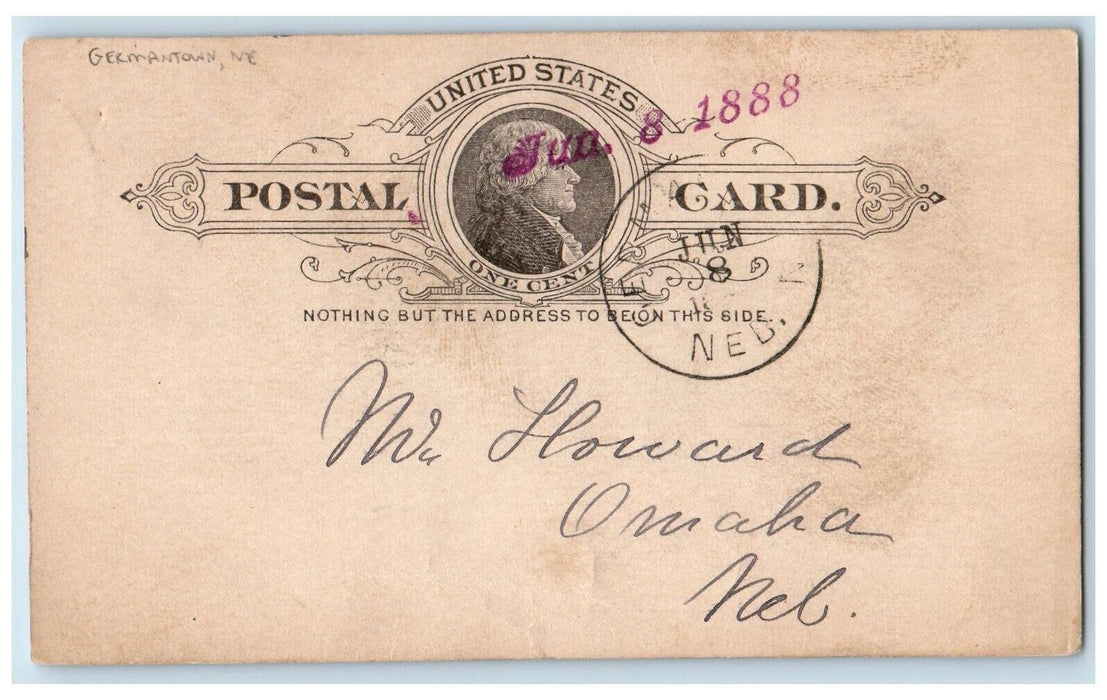 GERMANTOWN, NE
UNITED STATES
Jun. 8 1888
POSTAL CARD.
ONE CENT
JUN
8
NEB.
NOTHING BUT THE ADDRESS TO BE ON THIS SIDE.
Mr Howard
Omaha
Neb.